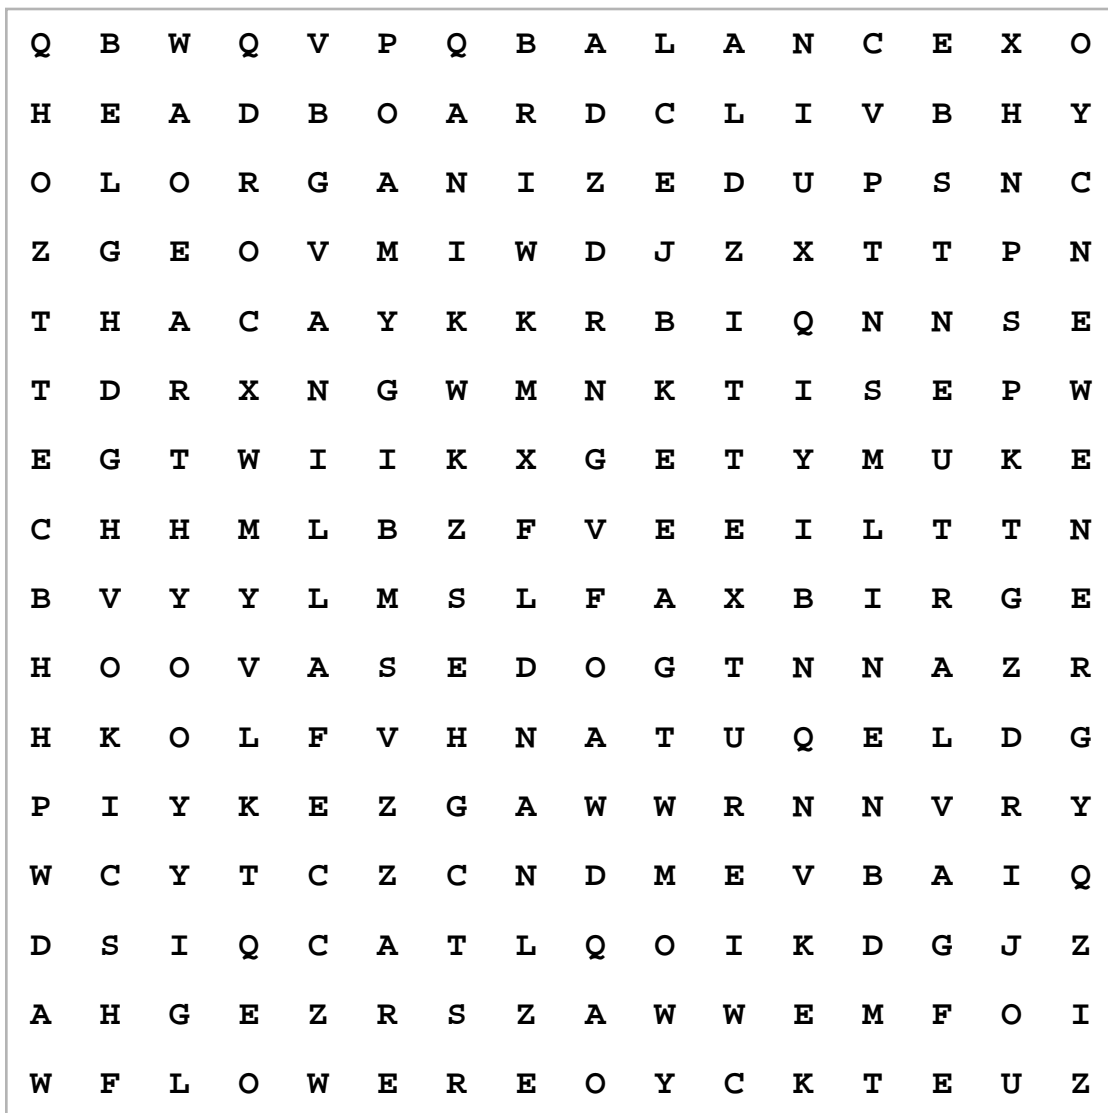 Q B W Q V P Q B A L A N C E X O
H E A D B O A R D C L I V B H Y
O L O R G A N I Z E D U P S N C
Z G E O V M I W D J Z X T T P N
T H A C A Y K K R B I Q N N S E
T D R X N G W M N K T I S E P W
E G T W I I K X G E T Y M U K E
C H H M L B Z F V E E I L T T N
B V Y Y L M S L F A X B I R G E
H O O V A S E D O G T N N A Z R
H K O L F V H N A T U Q E L D G
P I Y K E Z G A W W R N N V R Y
W C Y T C Z C N D M E V B A I Q
D S I Q C A T L Q O I K D G J Z
A H G E Z R S Z A W W E M F O I
W F L O W E R E O Y C K T E U Z